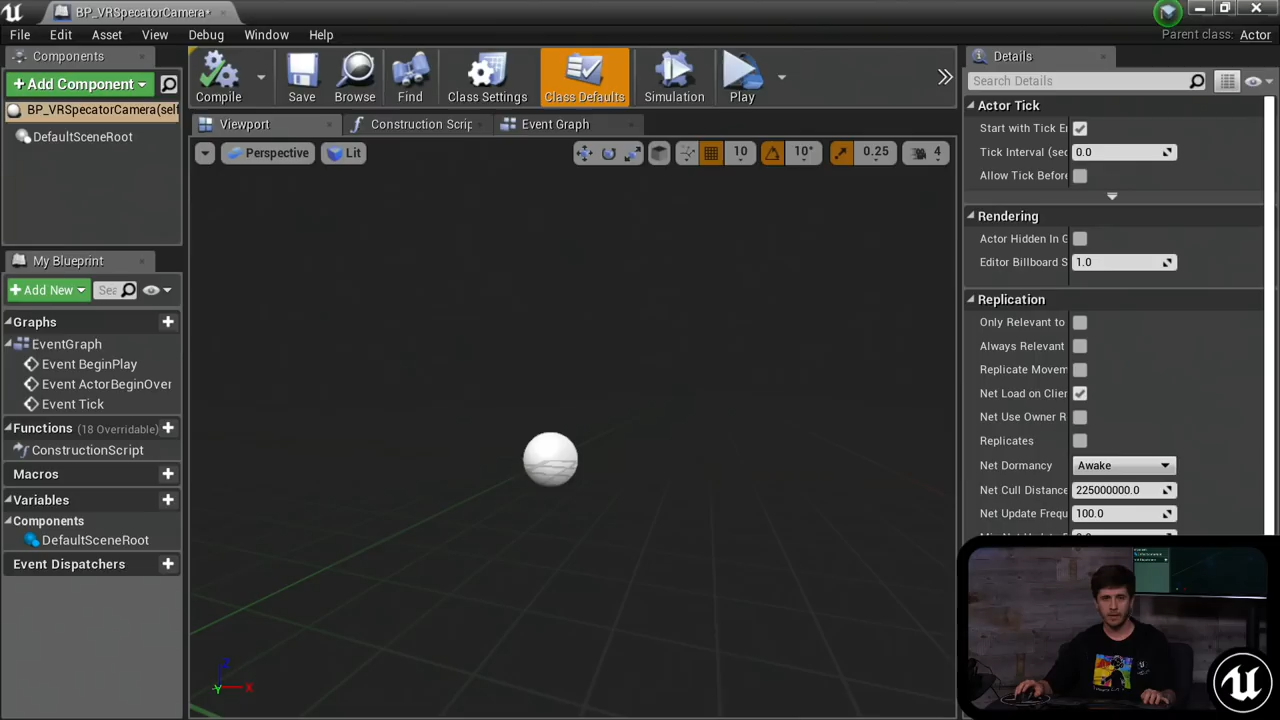 BP_VRSpecatorCamera*
File Edit Asset View Debug Window Help
Parent class: Actor
Components
Add Component
BP_VRSpecatorCamera(self
DefaultSceneRoot
Compile Save Browse Find Class Settings Class Defaults Simulation Play
Viewport Construction Scrip Event Graph
Perspective Lit 10 10° 0.25 4
My Blueprint
Add New Sea
Graphs
EventGraph
Event BeginPlay
Event ActorBeginOver
Event Tick
Functions (18 Overridable)
ConstructionScript
Macros
Variables
Components
DefaultSceneRoot
Event Dispatchers
Z
Y X
Details
Search Details
Actor Tick
Start with Tick E
Tick Interval (sec 0.0
Allow Tick Before
Rendering
Actor Hidden In G
Editor Billboard S 1.0
Replication
Only Relevant to
Always Relevant
Replicate Movem
Net Load on Clien
Net Use Owner R
Replicates
Net Dormancy Awake
Net Cull Distance 225000000.0
Net Update Frequ 100.0